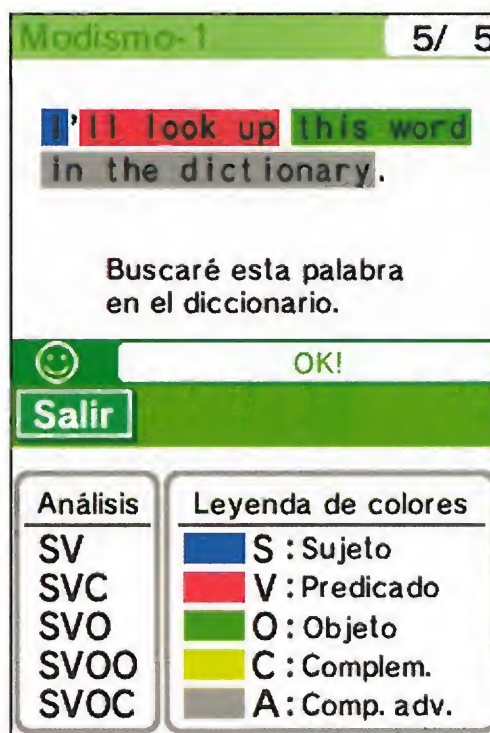 Modismo-1 5/ 5
I'll look up this word
in the dictionary.
Buscaré esta palabra
en el diccionario.
OK!
Salir
Análisis
SV
SVC
SVO
SVOO
SVOC
Leyenda de colores
S : Sujeto
V : Predicado
O : Objeto
C : Complem.
A : Comp. adv.